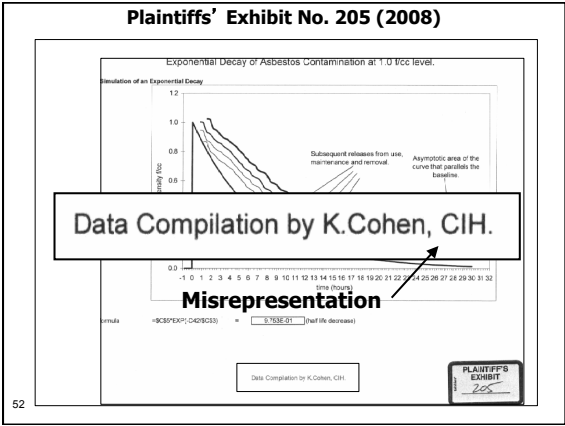 Plaintiffs' Exhibit No. 205 (2008)
Exponential Decay of Asbestos Contamination at 1.0 f/cc level.
Simulation of an Exponential Decay
1.2
1.0
0.8
0.6
Subsequent releases from use,
maintenance and removal.
Asymptotic area of the
curve that parallels the
baseline.
Data Compilation by K.Cohen, CIH.
0.0
-1 0 1 2 3 4 5 6 7 8 9 10 11 12 13 14 15 16 17 18 19 20 21 22 23 24 25 26 27 28 29 30 31 32
time (hours)
Misrepresentation
=$C$5*EXP(-C42/$C$3) = 9.753E-01 (half life decrease)
Data Compilation by K.Cohen, CIH.
PLAINTIFF'S
EXHIBIT
205
52